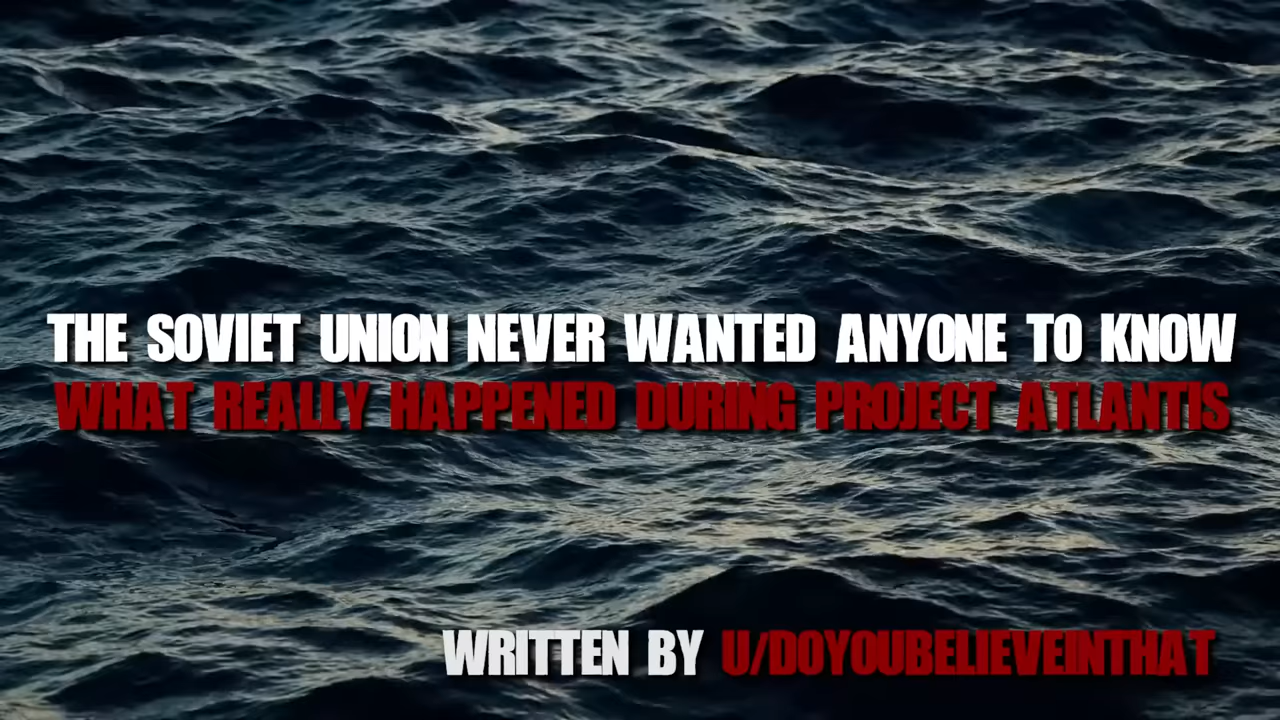 THE SOVIET UNION NEVER WANTED ANYONE TO KNOW
WHAT REALLY HAPPENED DURING PROJECT ATLANTIS
WRITTEN BY U/DOYOUBELIEVEINTHAT